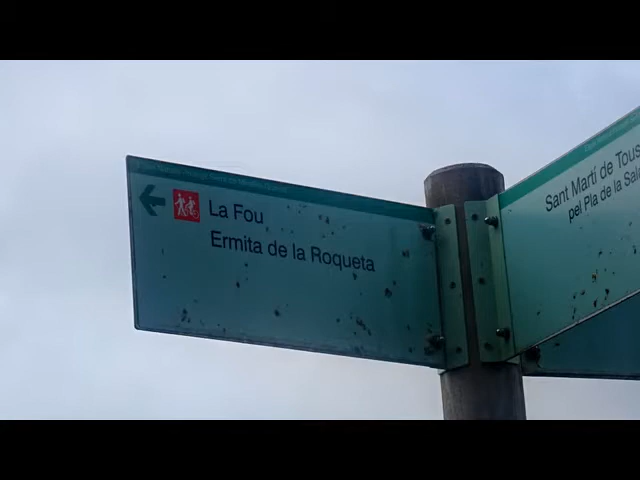 La Fou
Ermita de la Roqueta
Sant Martí de Tous
pel Pla de la Sala